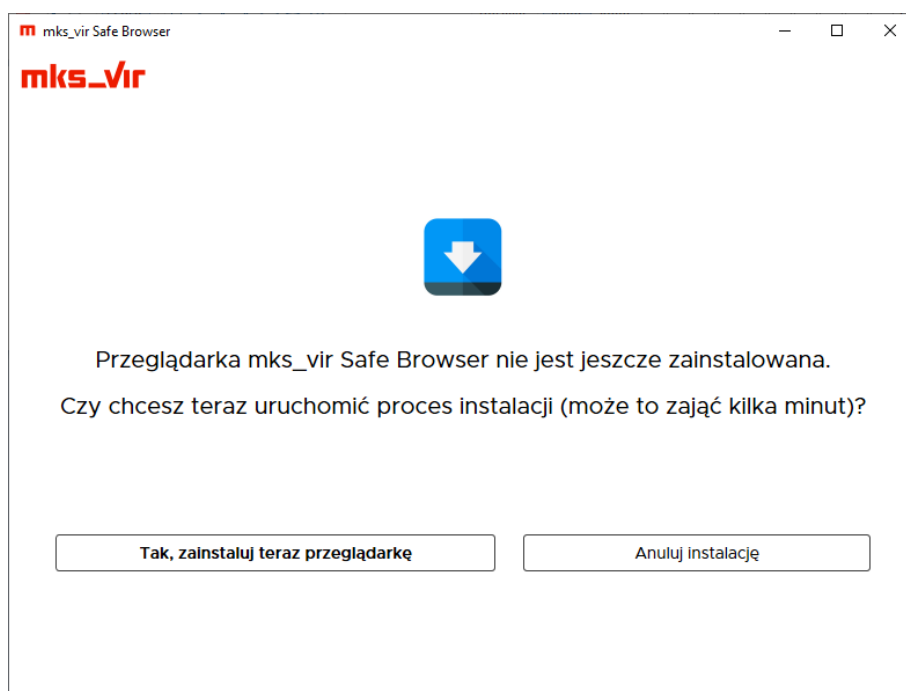 mks_vir Safe Browser
mks_vir
Przeglądarka mks_vir Safe Browser nie jest jeszcze zainstalowana.
Czy chcesz teraz uruchomić proces instalacji (może to zająć kilka minut)?
Tak, zainstaluj teraz przeglądarkę
Anuluj instalację